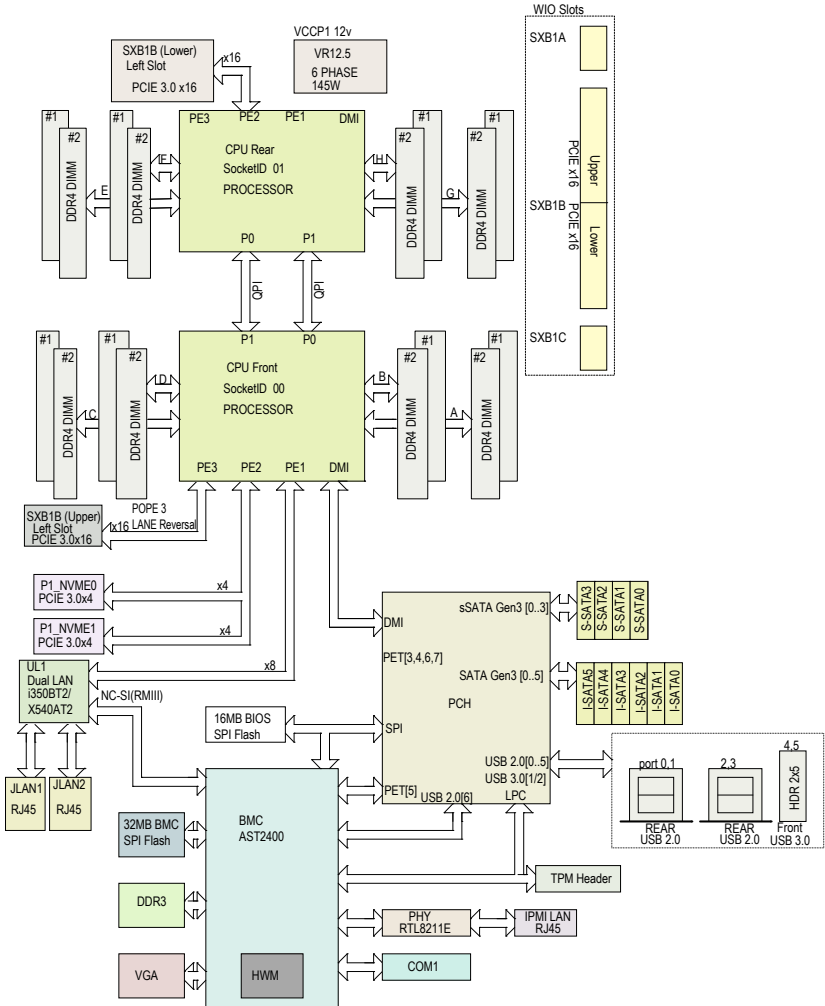 WIO Slots
SXB1A
Upper
PCIE x16
SXB1B
PCIE x16
Lower
SXB1C
SXB1B (Lower)
Left Slot
PCIE 3.0 x16
x16
VCCP1 12v
VR12.5
6 PHASE
145W
PE3 PE2 PE1 DMI
CPU Rear
SocketID 01
PROCESSOR
P0 P1
#1
#2
DDR4 DIMM
E
#1
#2
DDR4 DIMM
F
H
#1
#2
DDR4 DIMM
G
#1
#2
DDR4 DIMM
QPI
QPI
P1 P0
CPU Front
SocketID 00
PROCESSOR
PE3 PE2 PE1 DMI
#1
#2
DDR4 DIMM
C
#1
#2
DDR4 DIMM
D
B
#1
#2
DDR4 DIMM
A
#1
#2
DDR4 DIMM
SXB1B (Upper)
Left Slot
PCIE 3.0x16
POPE 3
x16 LANE Reversal
P1_NVME0
PCIE 3.0x4
x4
P1_NVME1
PCIE 3.0x4
x4
UL1
Dual LAN
i350BT2/
X540AT2
x8
NC-SI(RMIII)
JLAN1
RJ45
JLAN2
RJ45
16MB BIOS
SPI Flash
DMI
sSATA Gen3 [0..3]
PET[3,4,6,7]
SATA Gen3 [0..5]
PCH
SPI
USB 2.0[0..5]
USB 3.0[1/2]
PET[5]
USB 2.0[6]
LPC
S-SATA3
S-SATA2
S-SATA1
S-SATA0
I-SATA5
I-SATA4
I-SATA3
I-SATA2
I-SATA1
I-SATA0
port 0,1
REAR
USB 2.0
2,3
REAR
USB 2.0
4,5
HDR 2x5
Front
USB 3.0
BMC
AST2400
32MB BMC
SPI Flash
DDR3
VGA
HWM
TPM Header
PHY
RTL8211E
IPMI LAN
RJ45
COM1